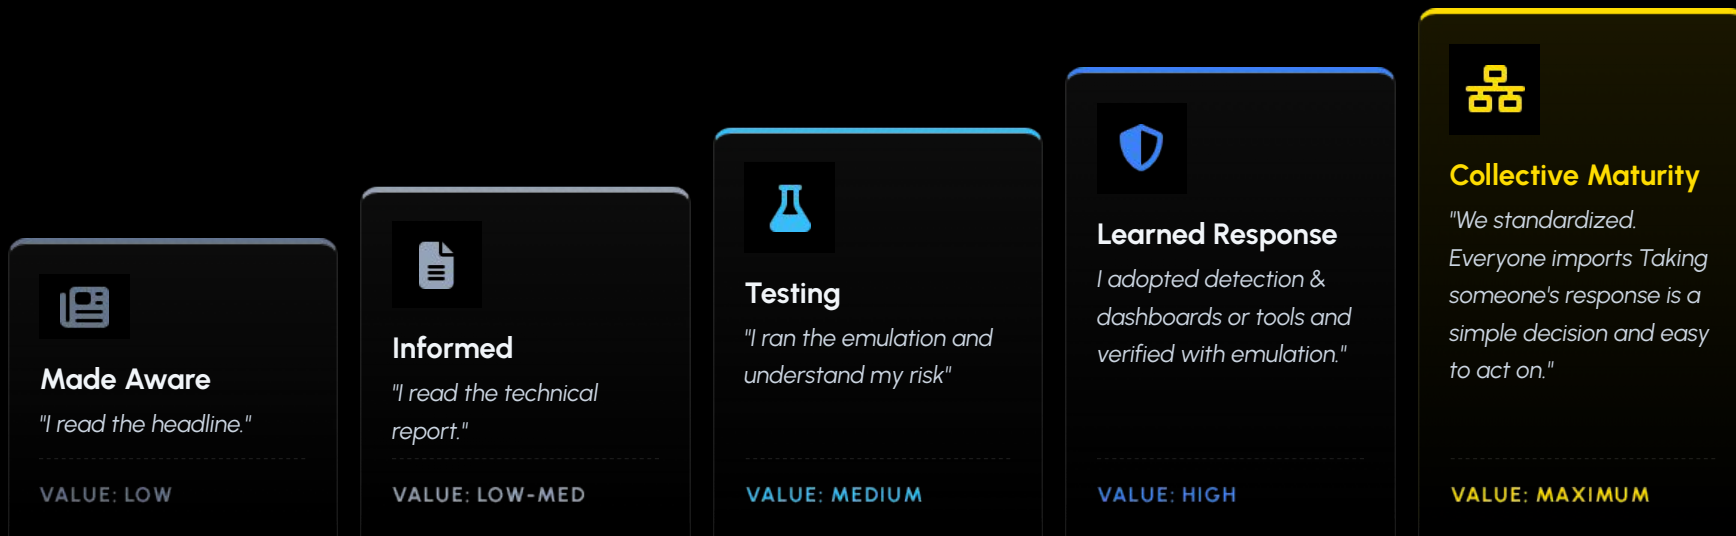 Made Aware
"I read the headline."
VALUE: LOW
Informed
"I read the technical
report."
VALUE: LOW-MED
Testing
"I ran the emulation and
understand my risk"
VALUE: MEDIUM
Learned Response
I adopted detection &
dashboards or tools and
verified with emulation."
VALUE: HIGH
Collective Maturity
"We standardized.
Everyone imports Taking
someone's response is a
simple decision and easy
to act on."
VALUE: MAXIMUM